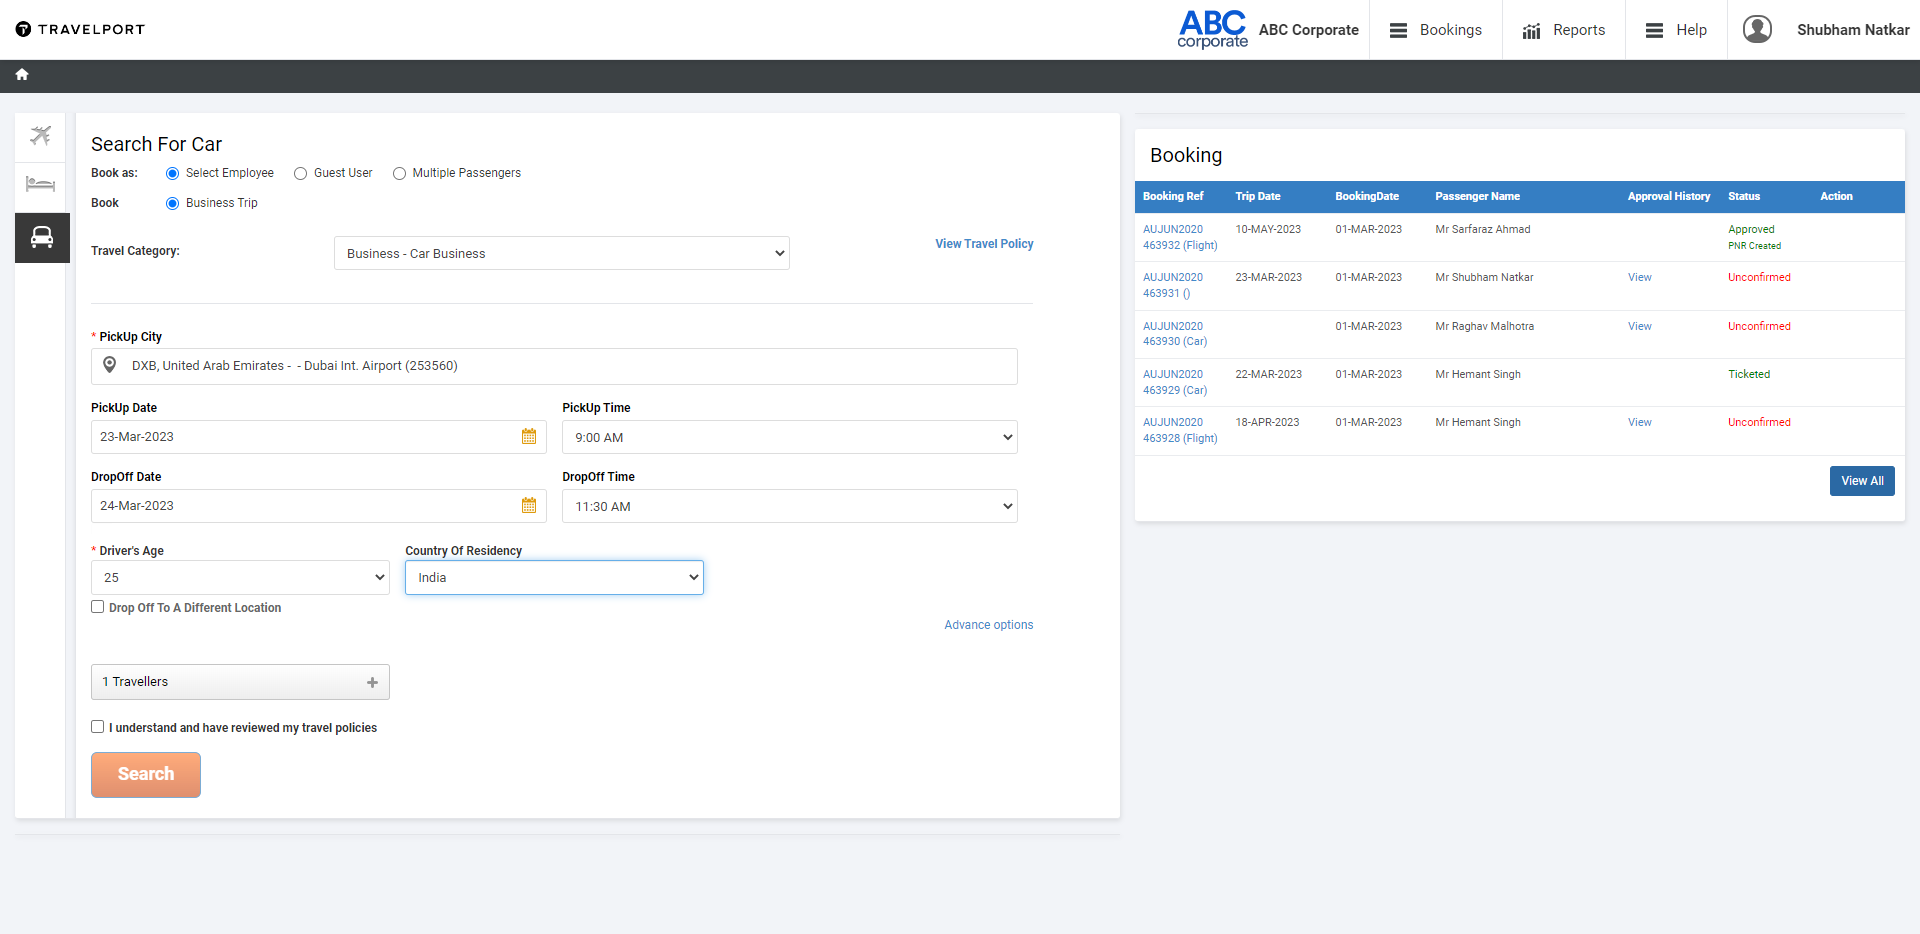 TRAVELPORT
ABC
corporate
ABC Corporate
Bookings
Reports
Help
Shubham Natkar
Search For Car
Book as:
Select Employee
Guest User
Multiple Passengers
Book
Business Trip
Travel Category:
Business - Car Business
View Travel Policy
* PickUp City
DXB, United Arab Emirates -  - Dubai Int. Airport (253560)
PickUp Date
PickUp Time
23-Mar-2023
9:00 AM
DropOff Date
DropOff Time
24-Mar-2023
11:30 AM
* Driver's Age
Country Of Residency
25
India
Drop Off To A Different Location
Advance options
1 Travellers
I understand and have reviewed my travel policies
Search
Booking
Booking Ref Trip Date BookingDate Passenger Name Approval History Status Action
AUJUN2020 10-MAY-2023 01-MAR-2023 Mr Sarfaraz Ahmad Approved
463932 (Flight) PNR Created
AUJUN2020 23-MAR-2023 01-MAR-2023 Mr Shubham Natkar View Unconfirmed
463931 ()
AUJUN2020 01-MAR-2023 Mr Raghav Malhotra View Unconfirmed
463930 (Car)
AUJUN2020 22-MAR-2023 01-MAR-2023 Mr Hemant Singh Ticketed
463929 (Car)
AUJUN2020 18-APR-2023 01-MAR-2023 Mr Hemant Singh View Unconfirmed
463928 (Flight)
View All